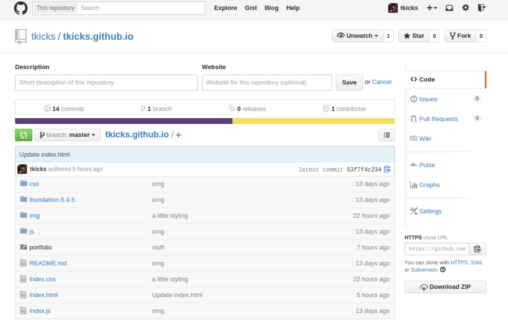 This repository Search Explore Gist Blog Help tkicks
tkicks / tkicks.github.io Unwatch 1 Star 0 Fork 0
Description Website
Short description of this repository Website for this repository (optional) Save or Cancel
14 commits 1 branch 0 releases 1 contributor
branch: master tkicks.github.io / +
Update index.html
tkicks authored 5 hours ago latest commit 53f7f4c234
css omg 13 days ago
foundation-5.4.5 omg 13 days ago
img a little styling 22 hours ago
js omg 13 days ago
portfolio stuff 7 hours ago
README.md omg 13 days ago
index.css a little styling 22 hours ago
index.html Update index.html 5 hours ago
index.js omg 13 days ago
Code
Issues 0
Pull Requests 0
Wiki
Pulse
Graphs
Settings
HTTPS clone URL
https://github.com
You can clone with HTTPS, SSH,
or Subversion.
Download ZIP